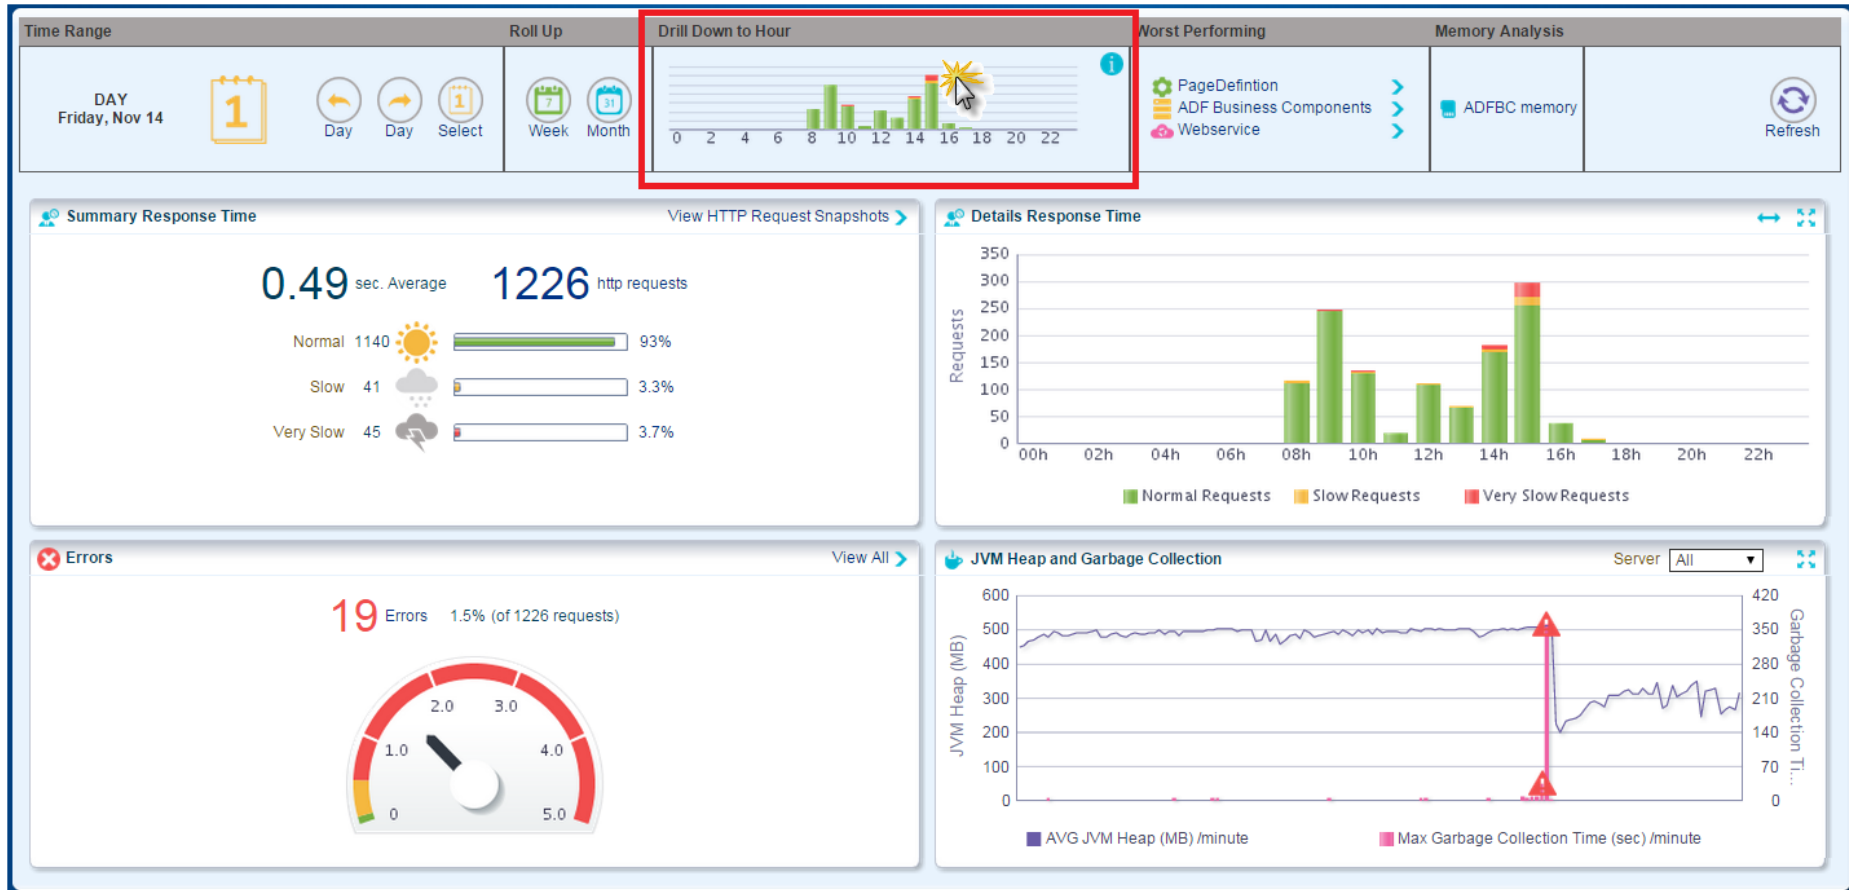 Time Range
Roll Up
Drill Down to Hour
Worst Performing
Memory Analysis
DAY
Friday, Nov 14
1
Day
Day
1
Select
7
Week
31
Month
0 2 4 6 8 10 12 14 16 18 20 22
i
PageDefintion
ADF Business Components
Webservice
ADFBC memory
Refresh
Summary Response Time
View HTTP Request Snapshots
0.49 sec. Average
1226 http requests
Normal 1140 93%
Slow 41 3.3%
Very Slow 45 3.7%
Details Response Time
Requests
350
300
250
200
150
100
50
0
00h 02h 04h 06h 08h 10h 12h 14h 16h 18h 20h 22h
Normal Requests
Slow Requests
Very Slow Requests
Errors
View All
19 Errors 1.5% (of 1226 requests)
0
1.0
2.0
3.0
4.0
5.0
JVM Heap and Garbage Collection
Server All
JVM Heap (MB)
600
500
400
300
200
100
0
420
350
280
210
140
70
0
Garbage Collection Ti...
AVG JVM Heap (MB) /minute
Max Garbage Collection Time (sec) /minute